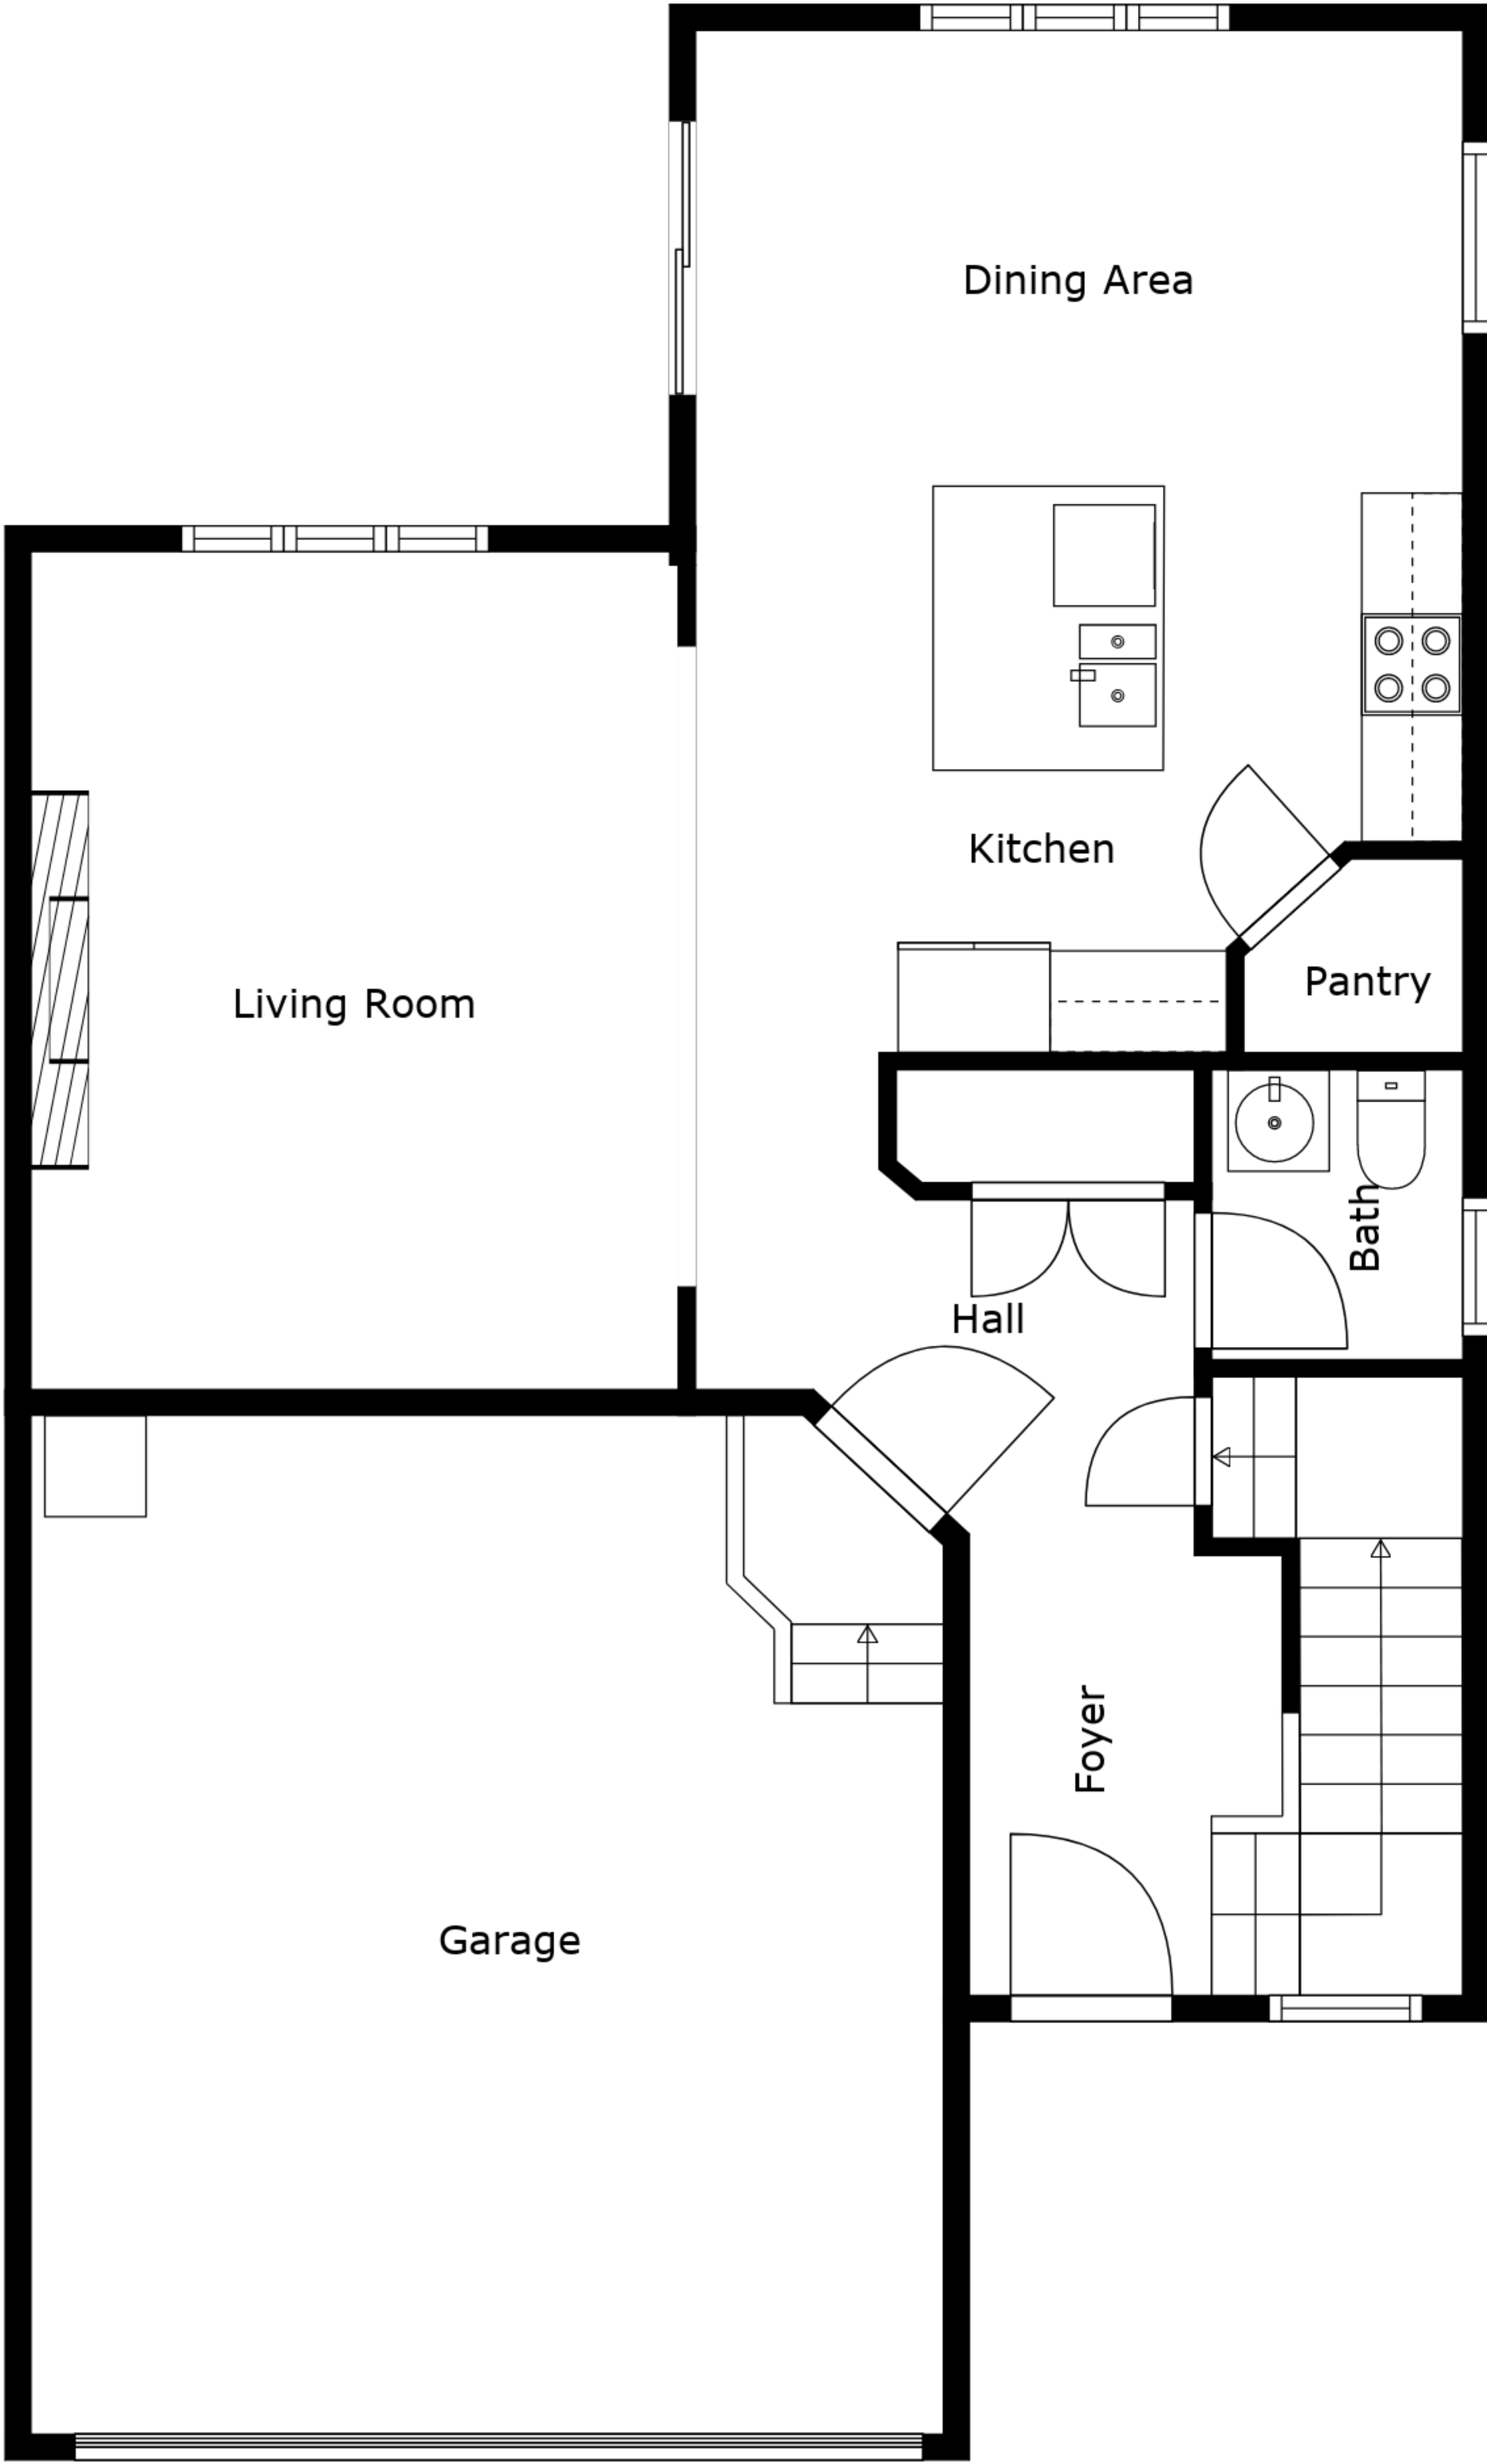 Dining Area
Kitchen
Pantry
Living Room
Bath
Hall
Foyer
Garage